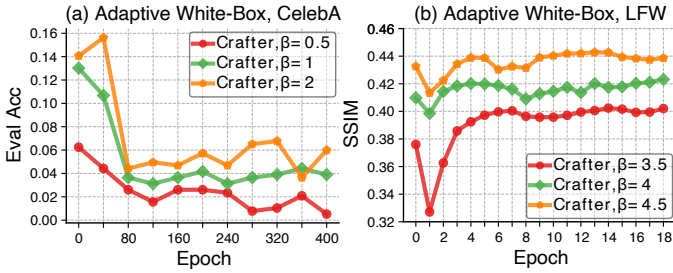 (a) Adaptive White-Box, CelebA
Eval Acc
0.16
0.14
0.12
0.10
0.08
0.06
0.04
0.02
0.00
Crafter,β= 0.5
Crafter,β= 1
Crafter,β= 2
0 80 160 240 320 400
Epoch
(b) Adaptive White-Box, LFW
SSIM
0.44
0.42
0.40
0.38
0.36
0.34
0.32
Crafter,β= 3.5
Crafter,β= 4
Crafter,β= 4.5
0 2 4 6 8 10 12 14 16 18
Epoch